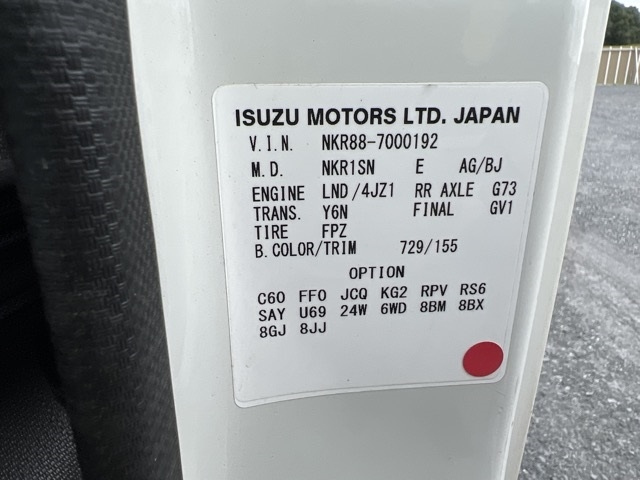 ISUZU MOTORS LTD. JAPAN
V.I.N. NKR88-7000192
M.D. NKR1SN E AG/BJ
ENGINE LND/4JZ1 RR AXLE G73
TRANS. Y6N FINAL GV1
TIRE FPZ
B.COLOR/TRIM 729/155
OPTION
C60 FF0 JCQ KG2 RPV RS6
SAY U69 24W 6WD 8BM 8BX
8GJ 8JJ